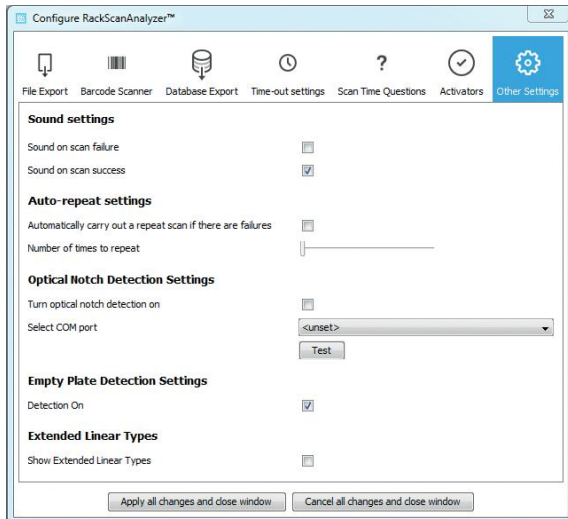 Configure RackScanAnalyzer™
File Export Barcode Scanner Database Export Time-out settings Scan Time Questions Activators Other Settings
Sound settings
Sound on scan failure
Sound on scan success
Auto-repeat settings
Automatically carry out a repeat scan if there are failures
Number of times to repeat
Optical Notch Detection Settings
Turn optical notch detection on
Select COM port <unset>
Test
Empty Plate Detection Settings
Detection On
Extended Linear Types
Show Extended Linear Types
Apply all changes and close window Cancel all changes and close window